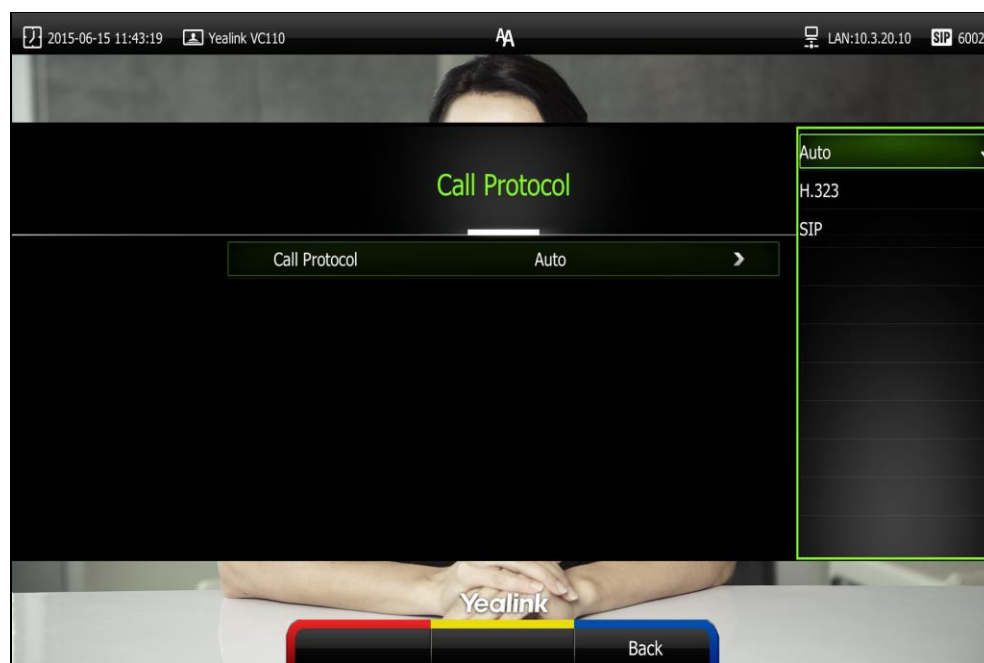 2015-06-15 11:43:19 Yealink VC110 AA LAN:10.3.20.10 SIP 6002
Call Protocol
Call Protocol Auto
Auto
H.323
SIP
Yealink
Back